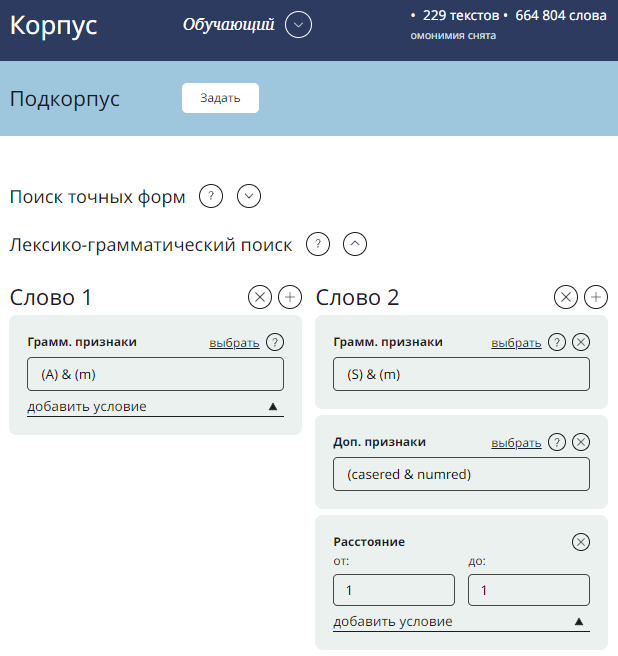 Корпус
Обучающий
• 229 текстов • 664 804 слова
омонимия снята
Подкорпус
Задать
Поиск точных форм ?
Лексико-грамматический поиск ?
Слово 1
Грамм. признаки выбрать ?
(A) & (m)
добавить условие
Слово 2
Грамм. признаки выбрать ?
(S) & (m)
Доп. признаки выбрать ?
(casered & numred)
Расстояние
от: до:
1 1
добавить условие